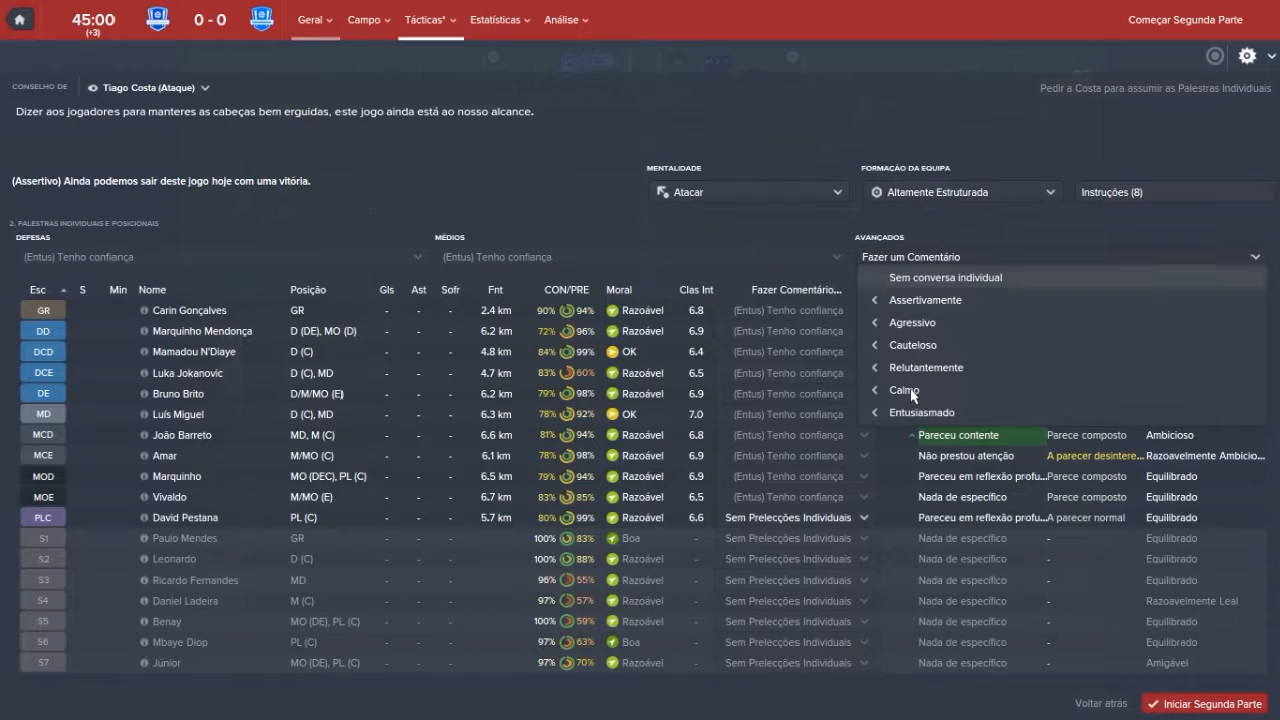 45:00
(+3)
0 - 0
Geral
Campo
Tácticas*
Estatísticas
Análise
Começar Segunda Parte
CONSELHO DE
Tiago Costa (Ataque)
Pedir a Costa para assumir as Palestras Individuais
Dizer aos jogadores para manteres as cabeças bem erguidas, este jogo ainda está ao nosso alcance.
MENTALIDADE
FORMAÇÃO DA EQUIPA
(Assertivo) Ainda podemos sair deste jogo hoje com uma vitória.
Atacar
Altamente Estruturada
Instruções (8)
2. PALESTRAS INDIVIDUAIS E POSICIONAIS
DEFESAS
MÉDIOS
AVANÇADOS
(Entus) Tenho confiança
(Entus) Tenho confiança
Fazer um Comentário
Sem conversa individual
Assertivamente
Agressivo
Cauteloso
Relutantemente
Calmo
Entusiasmado
Esc S Min Nome Posição Gls Ast Sofr Fnt CON/PRE Moral Clas Int Fazer Comentário...
GR Carin Gonçalves GR - - - 2.4 km 90% 94% Razoável 6.8 (Entus) Tenho confiança
DD Marquinho Mendonça D (DE), MO (D) - - - 6.2 km 72% 96% Razoável 6.9 (Entus) Tenho confiança
DCD Mamadou N'Diaye D (C) - - - 4.8 km 84% 99% OK 6.4 (Entus) Tenho confiança
DCE Luka Jokanovic D (C), MD - - - 4.7 km 83% 60% Razoável 6.5 (Entus) Tenho confiança
DE Bruno Brito D/M/MO (E) - - - 6.2 km 79% 98% Razoável 6.9 (Entus) Tenho confiança
MD Luís Miguel D (C), MD - - - 6.3 km 78% 92% OK 7.0 (Entus) Tenho confiança
MCD João Barreto MD, M (C) - - - 6.6 km 81% 94% Razoável 6.8 (Entus) Tenho confiança Pareceu contente Parece composto Ambicioso
MCE Amar M/MO (C) - - - 6.1 km 78% 98% Razoável 6.9 (Entus) Tenho confiança Não prestou atenção A parecer desintere... Razoavelmente Ambicio...
MOD Marquinho MO (DEC), PL (C) - - - 6.5 km 79% 94% Razoável 6.9 (Entus) Tenho confiança Pareceu em reflexão profu... Parece composto Equilibrado
MOE Vivaldo M/MO (E) - - - 6.7 km 83% 85% Razoável 6.5 (Entus) Tenho confiança Nada de específico Parece composto Equilibrado
PLC David Pestana PL (C) - - - 5.7 km 80% 99% Razoável 6.6 Sem Prelecções Individuais Pareceu em reflexão profu... A parecer normal Equilibrado
S1 Paulo Mendes GR 100% 83% Boa - Sem Prelecções Individuais Nada de específico - Equilibrado
S2 Leonardo D (C) 100% 88% Razoável - Sem Prelecções Individuais Nada de específico - Equilibrado
S3 Ricardo Fernandes MD 96% 55% Razoável - Sem Prelecções Individuais Nada de específico - Equilibrado
S4 Daniel Ladeira M (C) 97% 57% Razoável - Sem Prelecções Individuais Nada de específico - Razoavelmente Leal
S5 Benay MO (DE), PL (C) 100% 59% Razoável - Sem Prelecções Individuais Nada de específico - Equilibrado
S6 Mbaye Diop PL (C) 97% 63% Boa - Sem Prelecções Individuais Nada de específico - Equilibrado
S7 Júnior MO (DE), PL (C) 97% 70% Razoável - Sem Prelecções Individuais Nada de específico - Amigável
Voltar atrás
Iniciar Segunda Parte